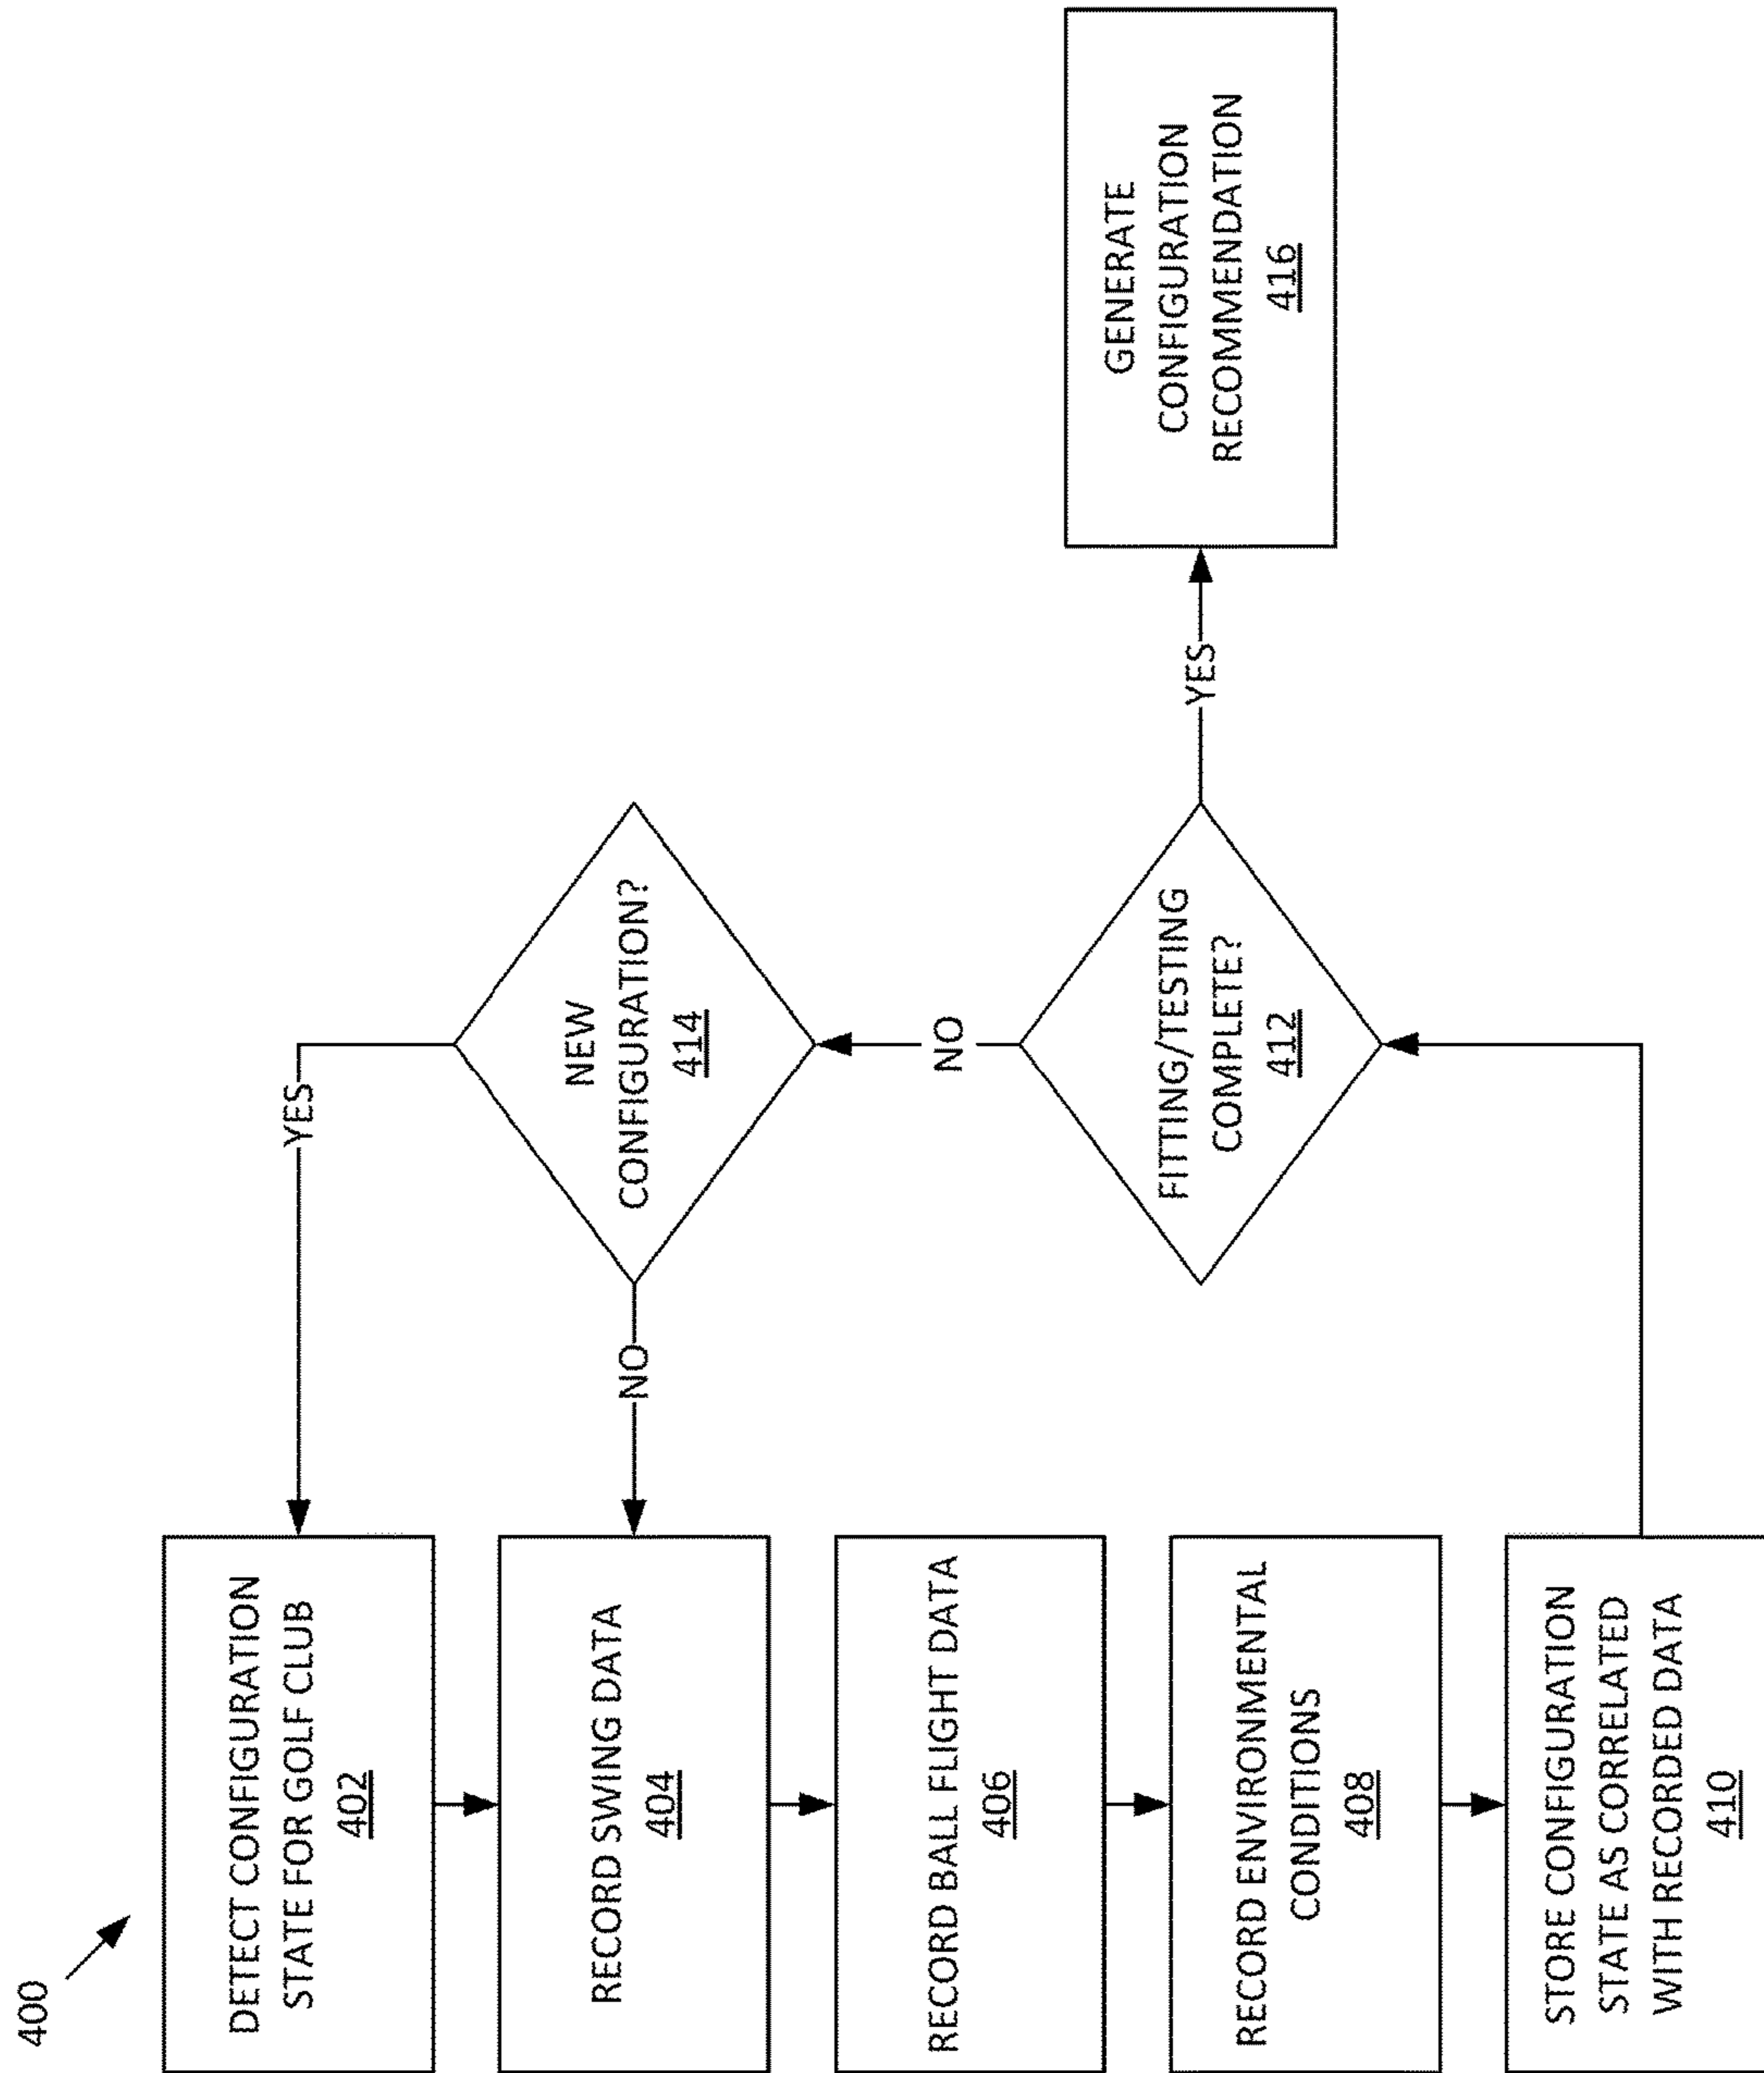 400
DETECT CONFIGURATION
STATE FOR GOLF CLUB
402
RECORD SWING DATA
404
RECORD BALL FLIGHT DATA
406
RECORD ENVIRONMENTAL
CONDITIONS
408
STORE CONFIGURATION
STATE AS CORRELATED
WITH RECORDED DATA
410
FITTING/TESTING
COMPLETE?
412
NO
YES
NEW
CONFIGURATION?
414
NO
YES
GENERATE
CONFIGURATION
RECOMMENDATION
416